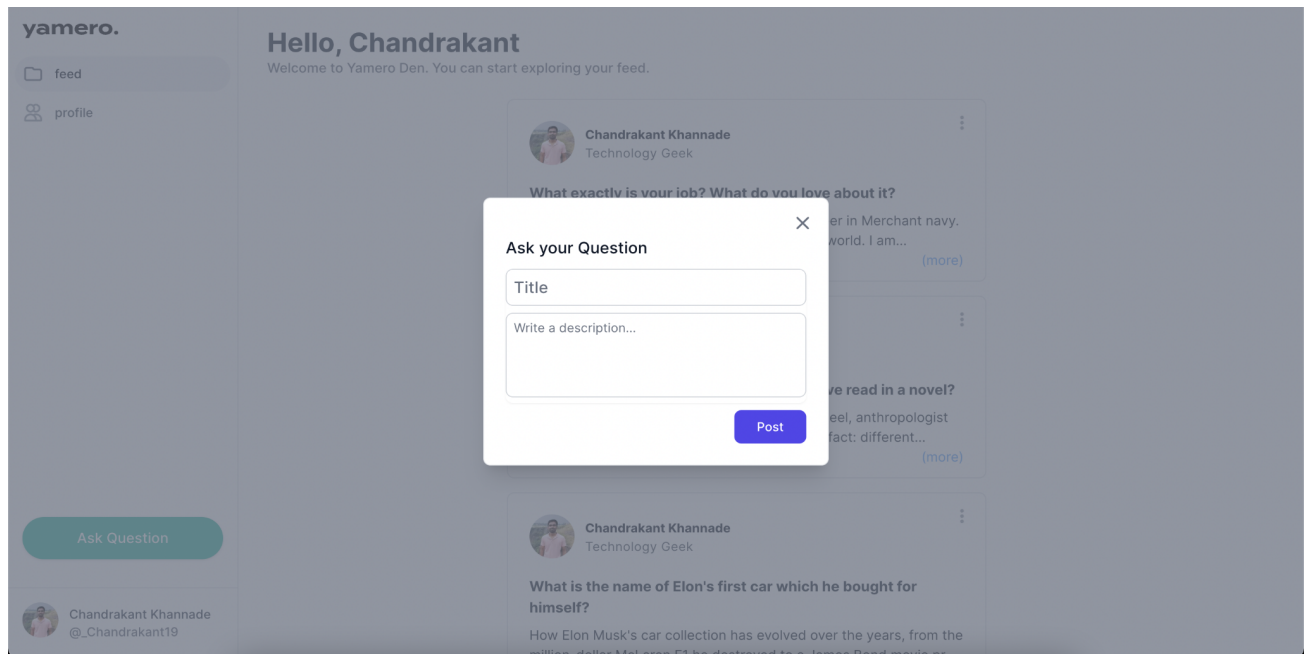 yamero.
feed
profile
Ask Question
Chandrakant Khannade
@_Chandrakant19
Hello, Chandrakant
Welcome to Yamero Den. You can start exploring your feed.
Chandrakant Khannade
Technology Geek
What exactly is your job? What do you love about it?
er in Merchant navy.
world. I am...
(more)
Ask your Question
Title
Write a description...
Post
ve read in a novel?
eel, anthropologist
fact: different...
(more)
Chandrakant Khannade
Technology Geek
What is the name of Elon's first car which he bought for
himself?
How Elon Musk's car collection has evolved over the years, from the